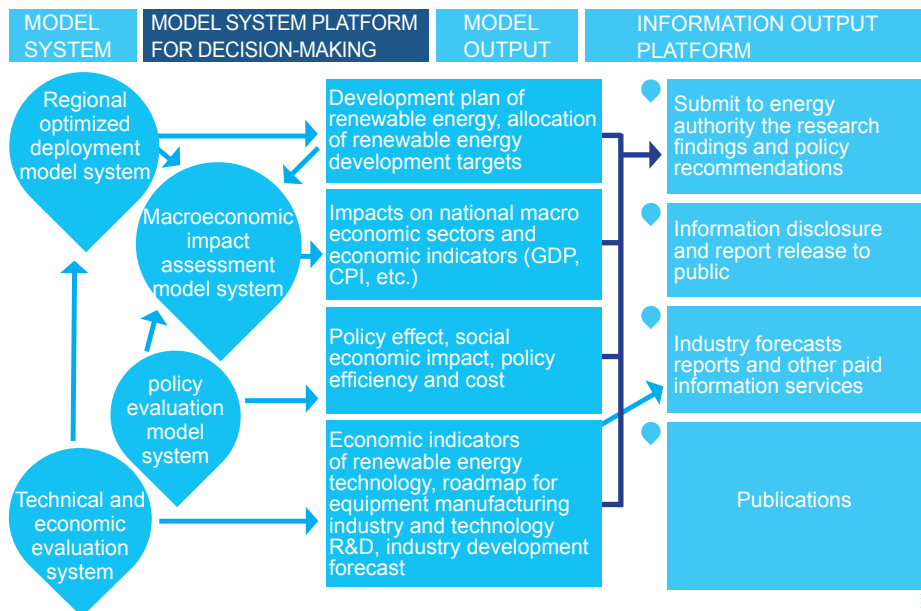 MODEL
SYSTEM
MODEL SYSTEM PLATFORM
FOR DECISION-MAKING
MODEL
OUTPUT
INFORMATION OUTPUT
PLATFORM
Regional
optimized
deployment
model system
Macroeconomic
impact
assessment
model system
policy
evaluation
model
system
Technical and
economic
evaluation
system
Development plan of
renewable energy, allocation
of renewable energy
development targets
Impacts on national macro
economic sectors and
economic indicators (GDP,
CPI, etc.)
Policy effect, social
economic impact, policy
efficiency and cost
Economic indicators
of renewable energy
technology, roadmap for
equipment manufacturing
industry and technology
R&D, industry development
forecast
Submit to energy
authority the research
findings and policy
recommendations
Information disclosure
and report release to
public
Industry forecasts
reports and other paid
information services
Publications